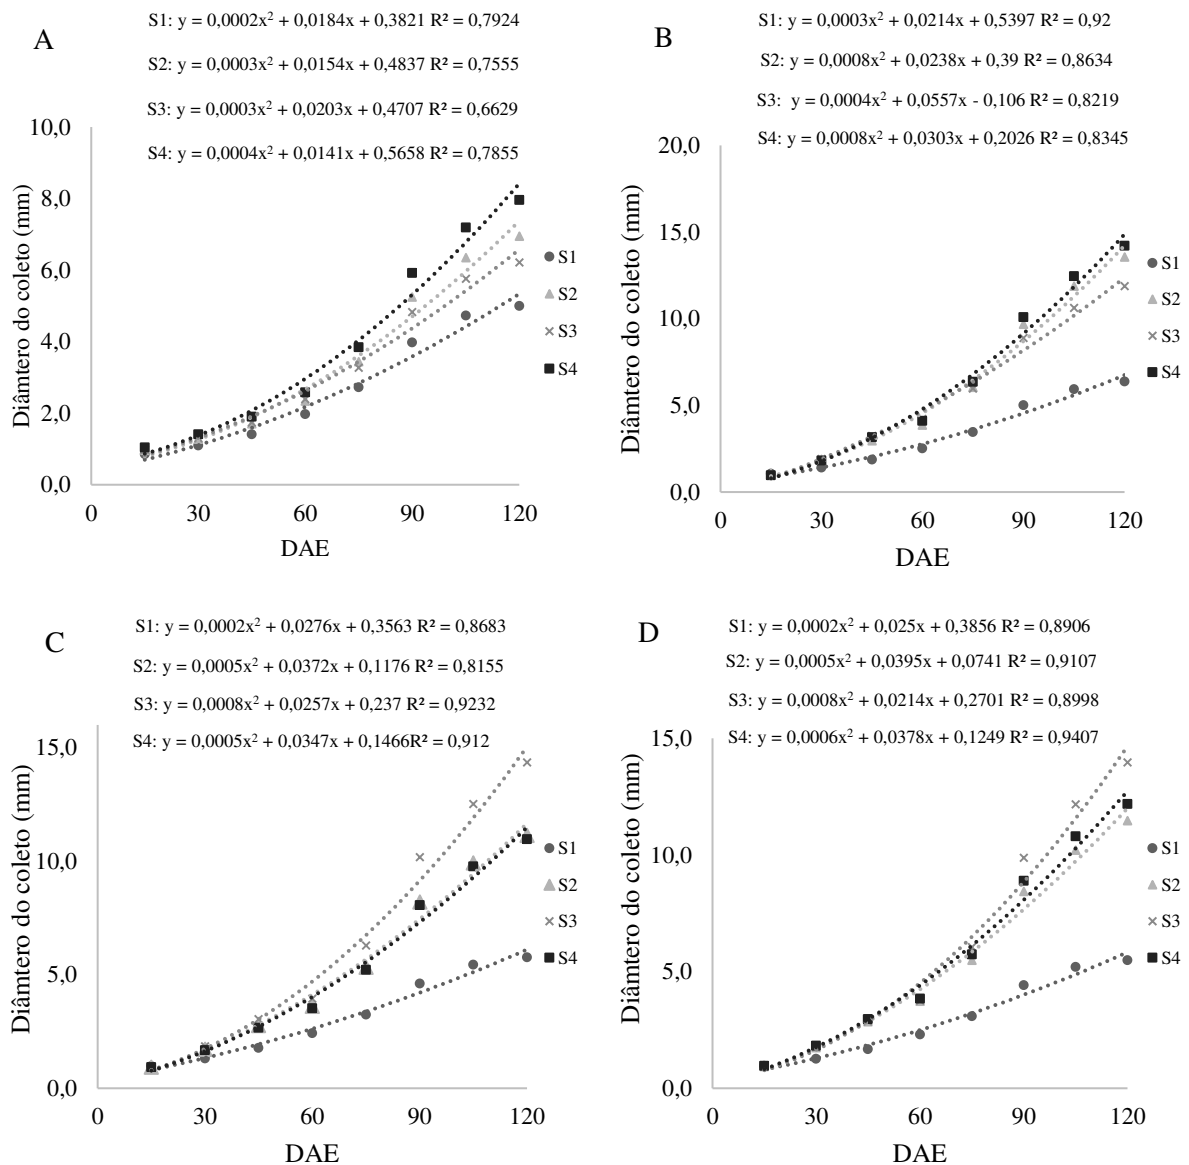 A
S1: y = 0,0002x² + 0,0184x + 0,3821 R² = 0,7924
S2: y = 0,0003x² + 0,0154x + 0,4837 R² = 0,7555
S3: y = 0,0003x² + 0,0203x + 0,4707 R² = 0,6629
S4: y = 0,0004x² + 0,0141x + 0,5658 R² = 0,7855
Diâmtero do coleto (mm)
10,0
8,0
6,0
4,0
2,0
0,0
0 30 60 90 120
DAE
S1
S2
S3
S4
B
S1: y = 0,0003x² + 0,0214x + 0,5397 R² = 0,92
S2: y = 0,0008x² + 0,0238x + 0,39 R² = 0,8634
S3: y = 0,0004x² + 0,0557x - 0,106 R² = 0,8219
S4: y = 0,0008x² + 0,0303x + 0,2026 R² = 0,8345
Diâmtero do coleto (mm)
20,0
15,0
10,0
5,0
0,0
0 30 60 90 120
DAE
S1
S2
S3
S4
C
S1: y = 0,0002x² + 0,0276x + 0,3563 R² = 0,8683
S2: y = 0,0005x² + 0,0372x + 0,1176 R² = 0,8155
S3: y = 0,0008x² + 0,0257x + 0,237 R² = 0,9232
S4: y = 0,0005x² + 0,0347x + 0,1466R² = 0,912
Diâmtero do coleto (mm)
15,0
10,0
5,0
0,0
0 30 60 90 120
DAE
S1
S2
S3
S4
D
S1: y = 0,0002x² + 0,025x + 0,3856 R² = 0,8906
S2: y = 0,0005x² + 0,0395x + 0,0741 R² = 0,9107
S3: y = 0,0008x² + 0,0214x + 0,2701 R² = 0,8998
S4: y = 0,0006x² + 0,0378x + 0,1249 R² = 0,9407
Diâmtero do coleto (mm)
15,0
10,0
5,0
0,0
0 30 60 90 120
DAE
S1
S2
S3
S4